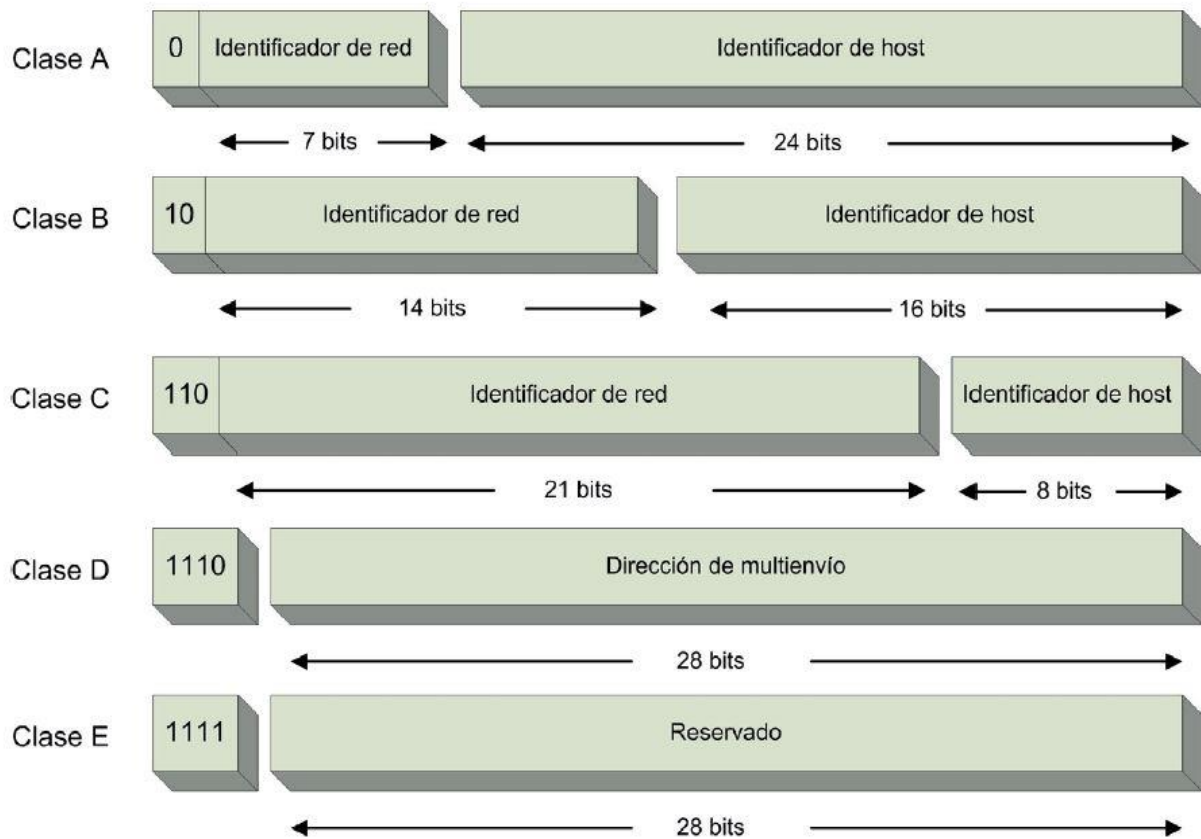 Clase A
0
Identificador de red
Identificador de host
7 bits
24 bits
Clase B
10
Identificador de red
Identificador de host
14 bits
16 bits
Clase C
110
Identificador de red
Identificador de host
21 bits
8 bits
Clase D
1110
Dirección de multienvío
28 bits
Clase E
1111
Reservado
28 bits